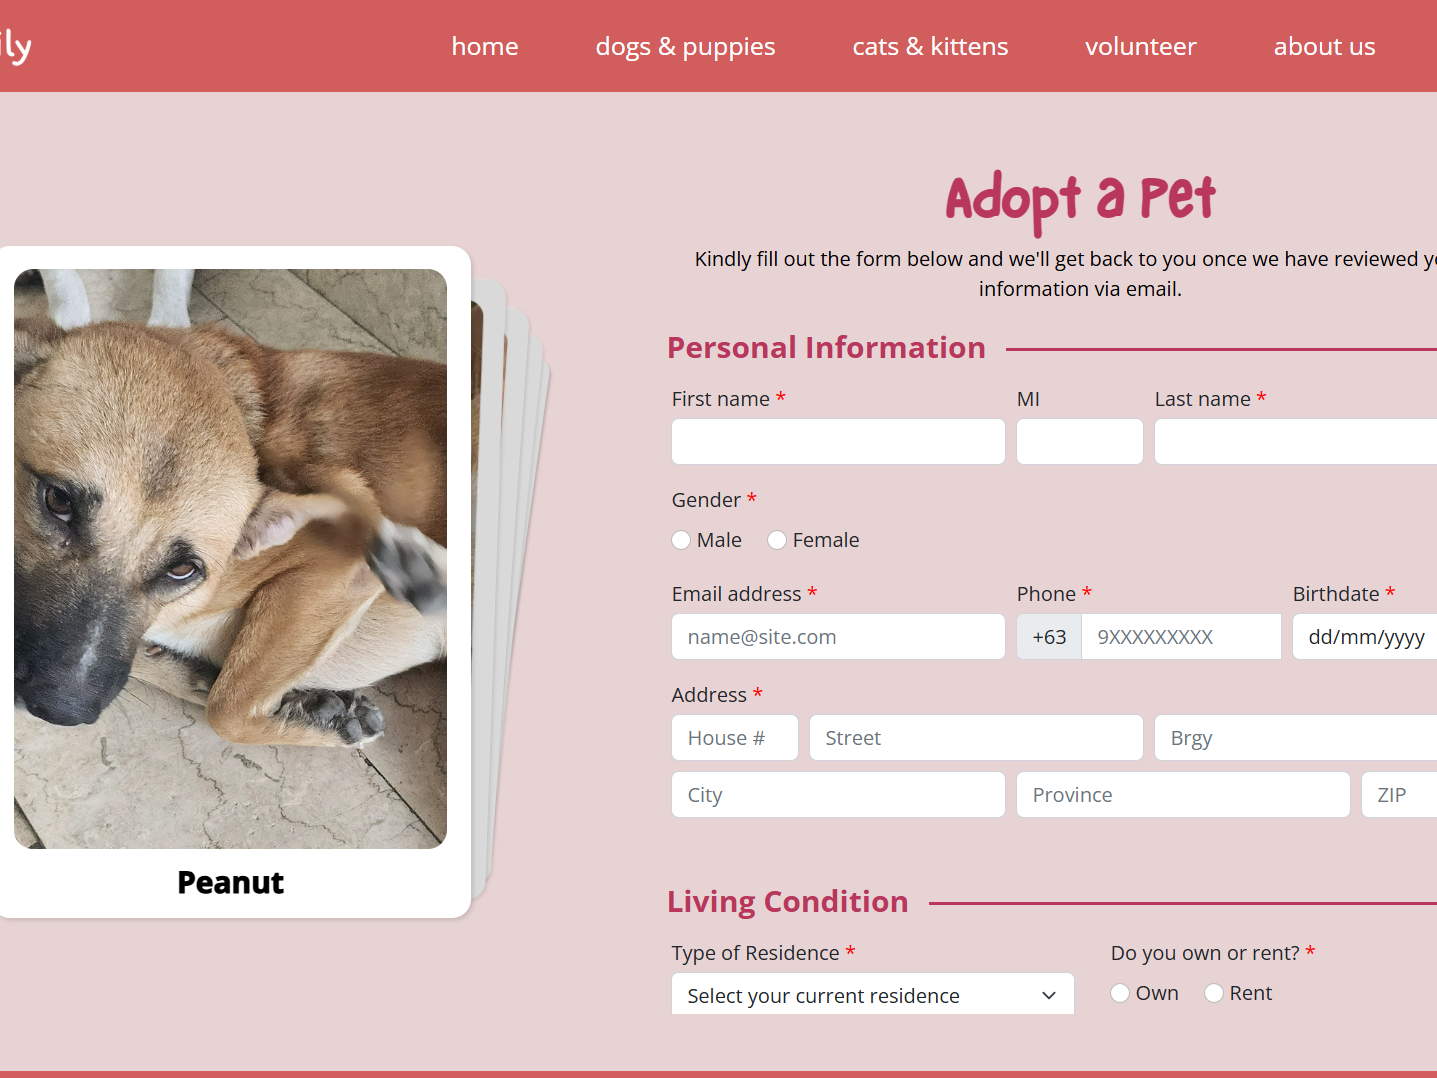 home dogs & puppies cats & kittens volunteer about us
Adopt a Pet
Kindly fill out the form below and we'll get back to you once we have reviewed
information via email.
Personal Information
First name * MI Last name *
Gender *
Male Female
Email address * Phone * Birthdate *
name@site.com +63 9XXXXXXXXX dd/mm/yyyy
Address *
House # Street Brgy
City Province ZIP
Living Condition
Type of Residence * Do you own or rent? *
Select your current residence Own Rent
Peanut